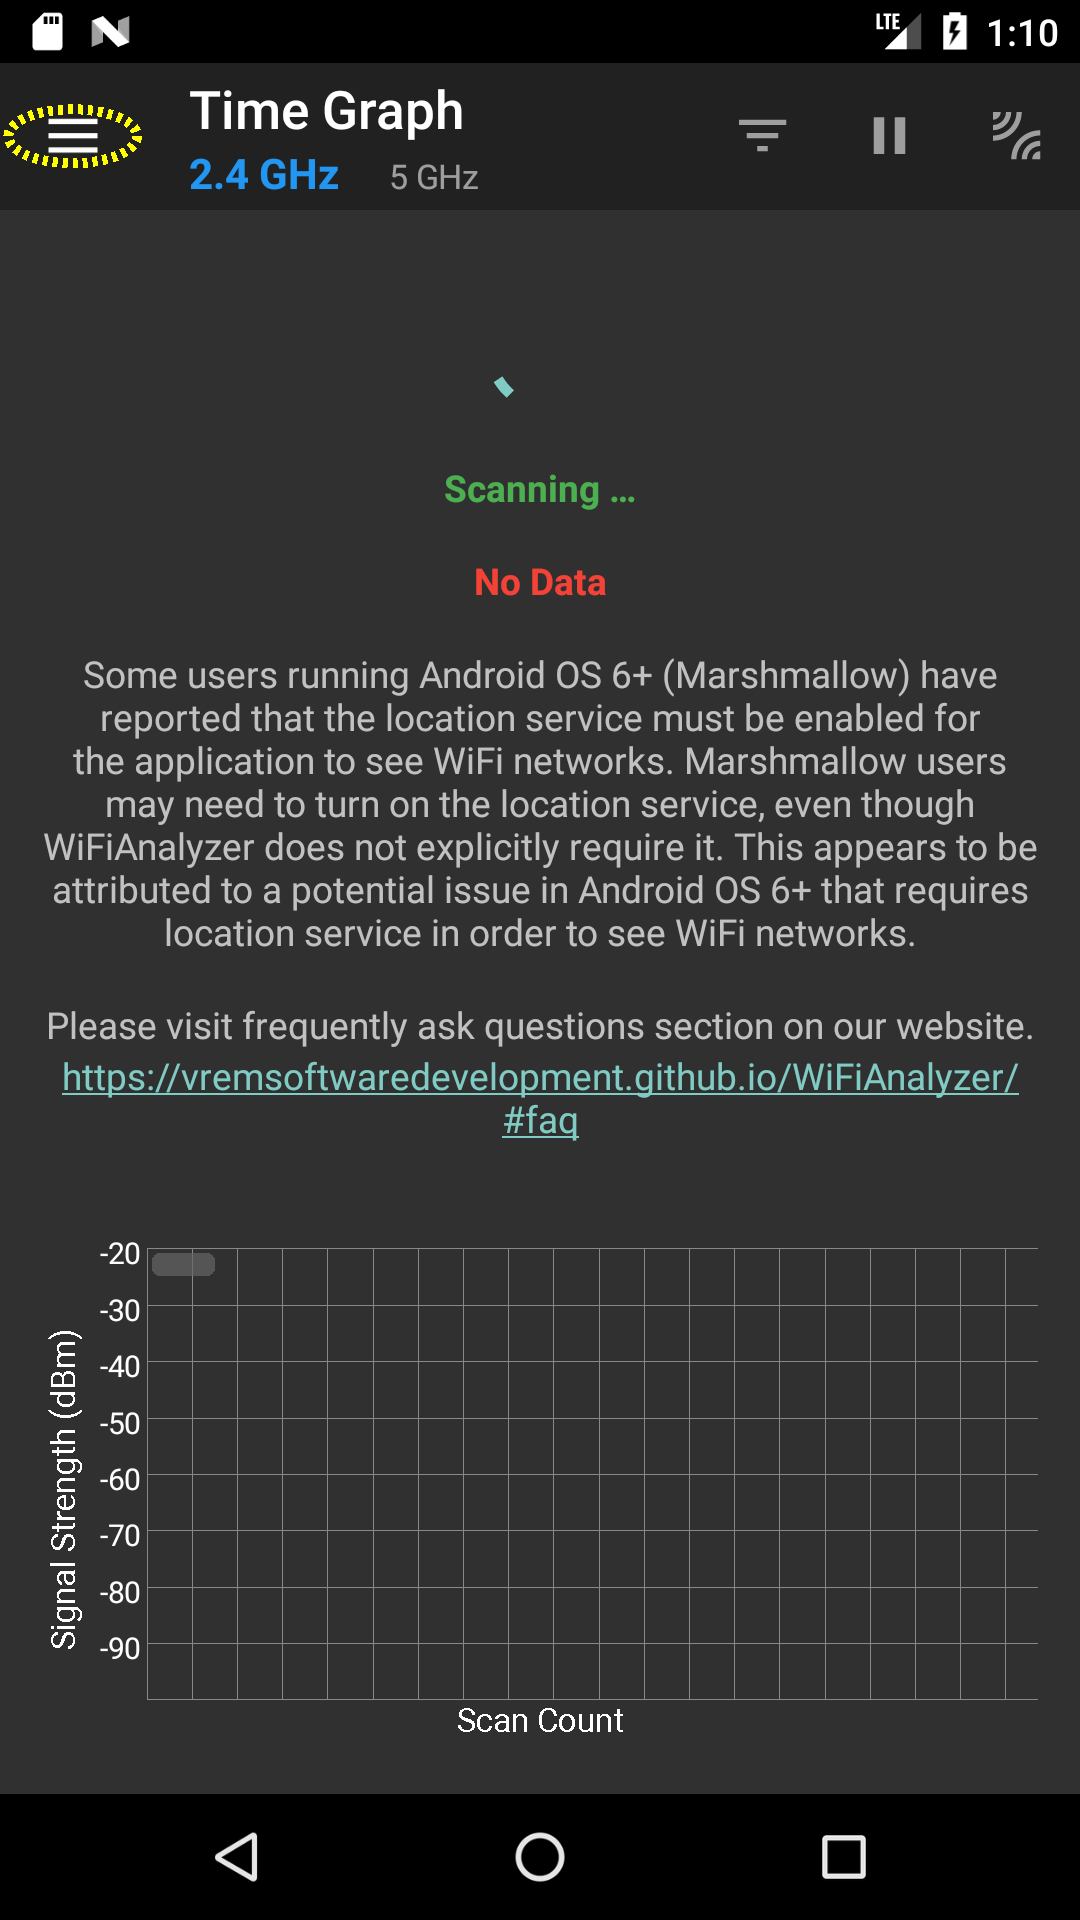 LTE 1:10
Time Graph
2.4 GHz 5 GHz
Scanning ...
No Data
Some users running Android OS 6+ (Marshmallow) have
reported that the location service must be enabled for
the application to see WiFi networks. Marshmallow users
may need to turn on the location service, even though
WiFiAnalyzer does not explicitly require it. This appears to be
attributed to a potential issue in Android OS 6+ that requires
location service in order to see WiFi networks.
Please visit frequently ask questions section on our website.
https://vremsoftwaredevelopment.github.io/WiFiAnalyzer/
#faq
Signal Strength (dBm)
-20
-30
-40
-50
-60
-70
-80
-90
Scan Count